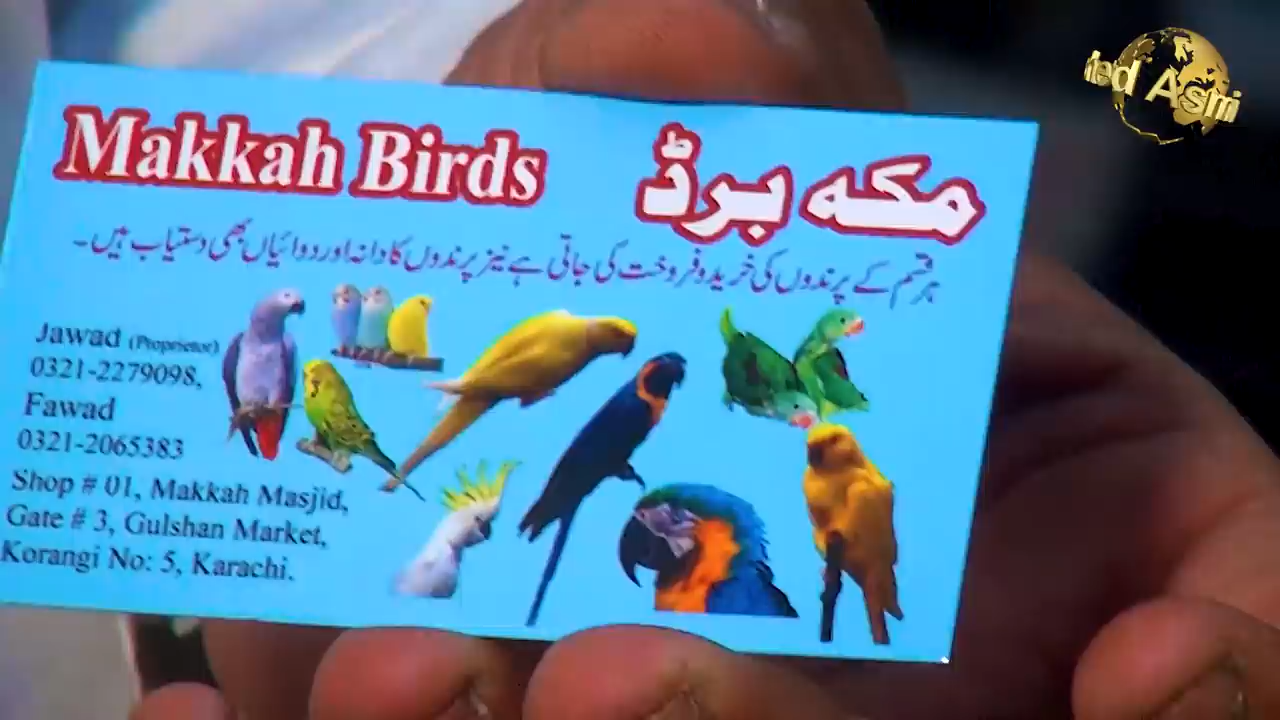 Makkah Birds
مکہ برڈ
ہر قسم کے پرندوں کی خرید و فروخت کی جاتی ہے نیز پرندوں کا دانہ اور دوائیاں بھی دستیاب ہیں۔
Jawad (Proprietor)
0321-2279098,
Fawad
0321-2065383
Shop # 01, Makkah Masjid,
Gate # 3, Gulshan Market,
Korangi No: 5, Karachi.